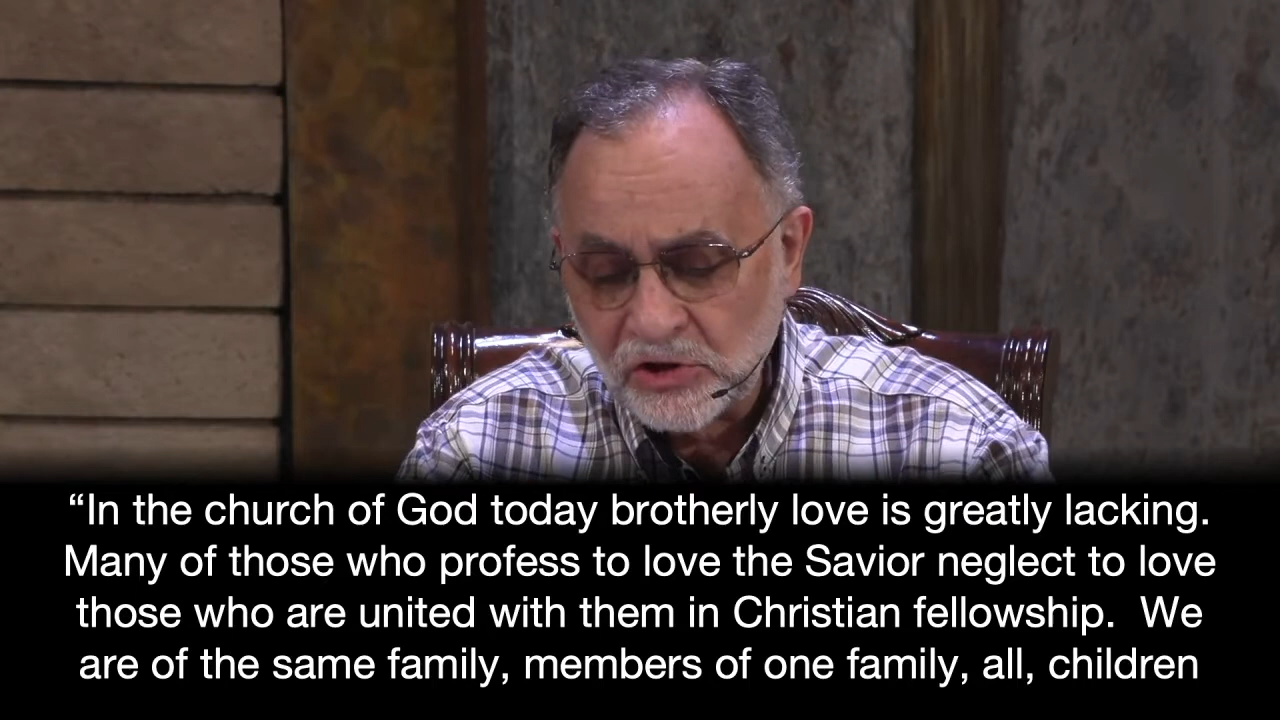 “In the church of God today brotherly love is greatly lacking.
Many of those who profess to love the Savior neglect to love
those who are united with them in Christian fellowship.  We
are of the same family, members of one family, all, children